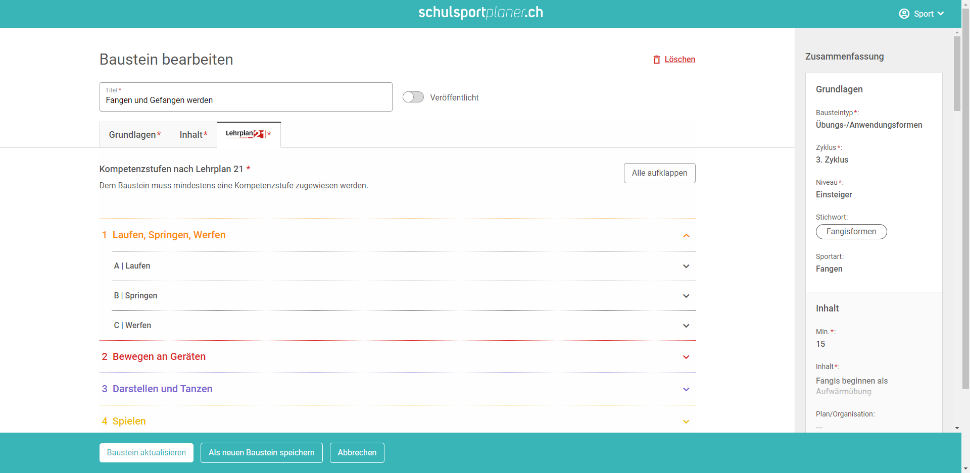 schulsportplaner.ch
Sport
Baustein bearbeiten
Löschen
Titel *
Fangen und Gefangen werden
Veröffentlicht
Grundlagen*
Inhalt*
Lehrplan 21 *
Kompetenzstufen nach Lehrplan 21 *
Alle aufklappen
Dem Baustein muss mindestens eine Kompetenzstufe zugewiesen werden.
1 Laufen, Springen, Werfen
A | Laufen
B | Springen
C | Werfen
2 Bewegen an Geräten
3 Darstellen und Tanzen
4 Spielen
Baustein aktualisieren
Als neuen Baustein speichern
Abbrechen
Zusammenfassung
Grundlagen
Bausteintyp*:
Übungs-/Anwendungsformen
Zyklus*:
3. Zyklus
Niveau*:
Einsteiger
Stichwort:
Fangisformen
Sportart:
Fangen
Inhalt
Min.*:
15
Inhalt*:
Fangis beginnen als
Aufwärmübung
Plan/Organisation:
---